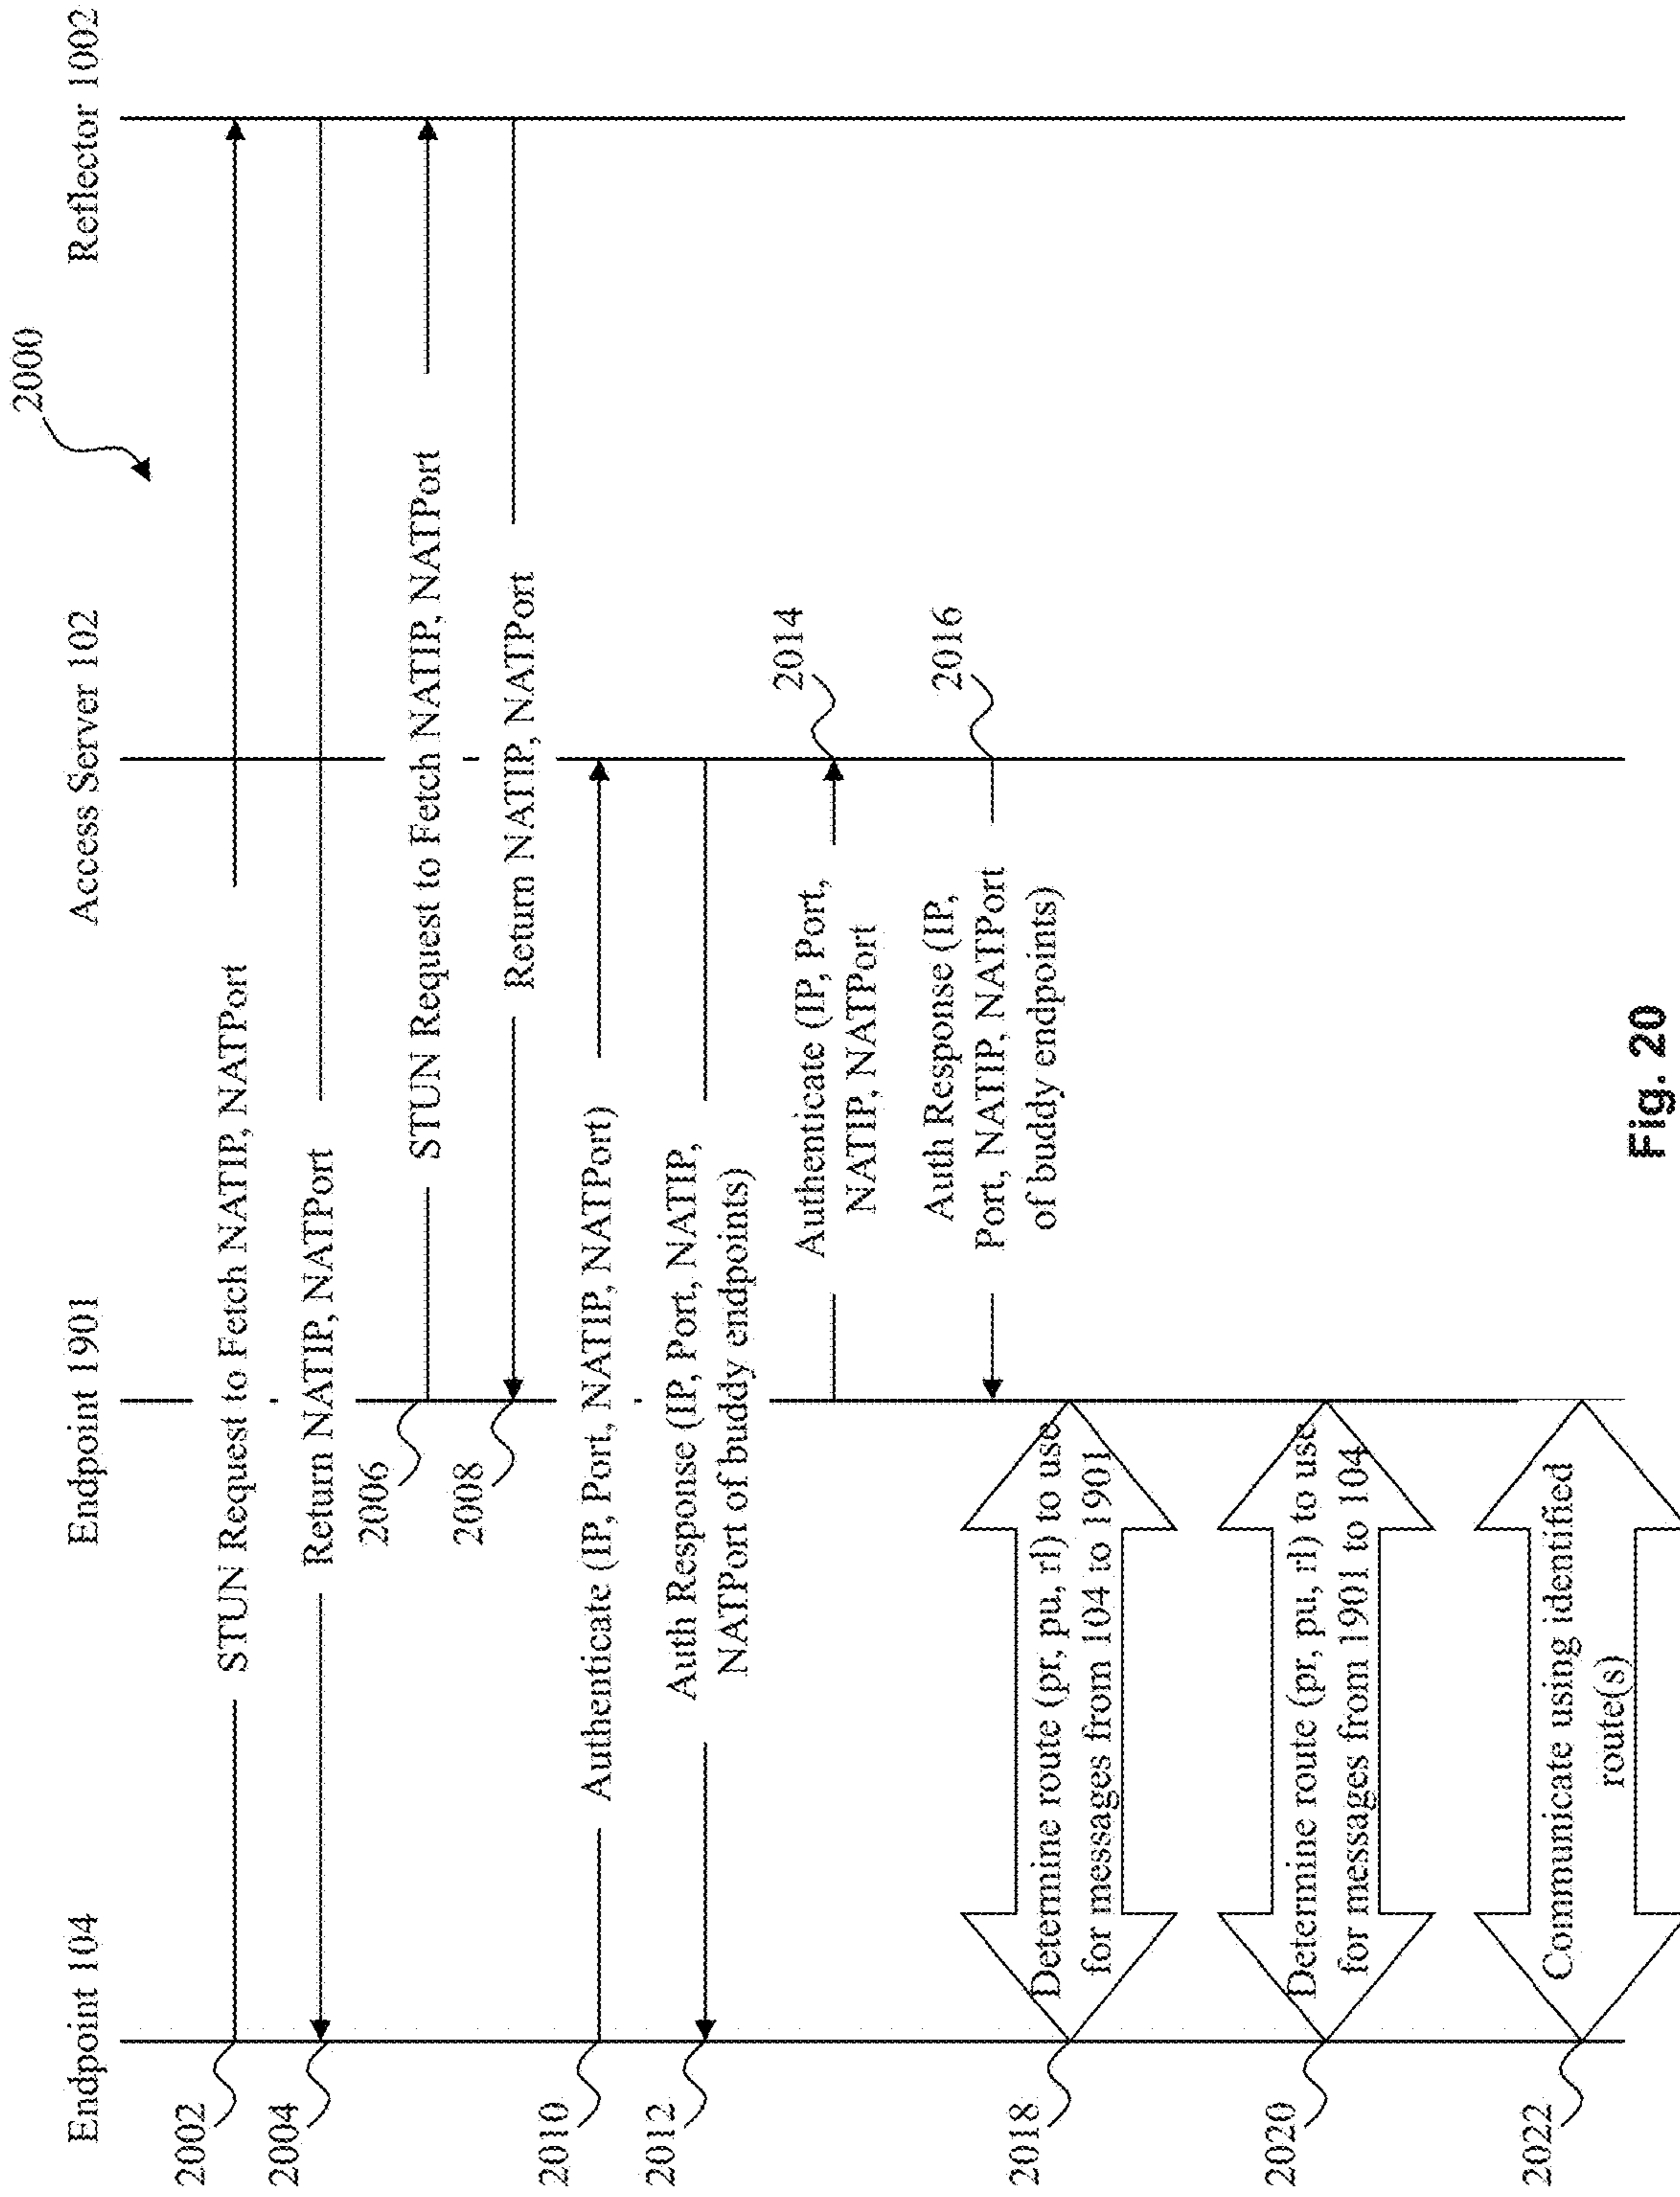 2000
Endpoint 104
Endpoint 1901
Access Server 102
Reflector 1002
2002
STUN Request to Fetch NATIP, NATPort
2004
Return NATIP, NATPort
2006
STUN Request to Fetch NATIP, NATPort
2008
Return NATIP, NATPort
2010
Authenticate (IP, Port, NATIP, NATPort)
2012
Auth Response (IP, Port, NATIP,
NATPort of buddy endpoints)
2014
Authenticate (IP, Port,
NATIP, NATPort
2016
Auth Response (IP,
Port, NATIP, NATPort
of buddy endpoints)
2018
Determine route (pr, pu, rl) to use
for messages from 104 to 1901
2020
Determine route (pr, pu, rl) to use
for messages from 1901 to 104
2022
Communicate using identified
route(s)
Fig. 20